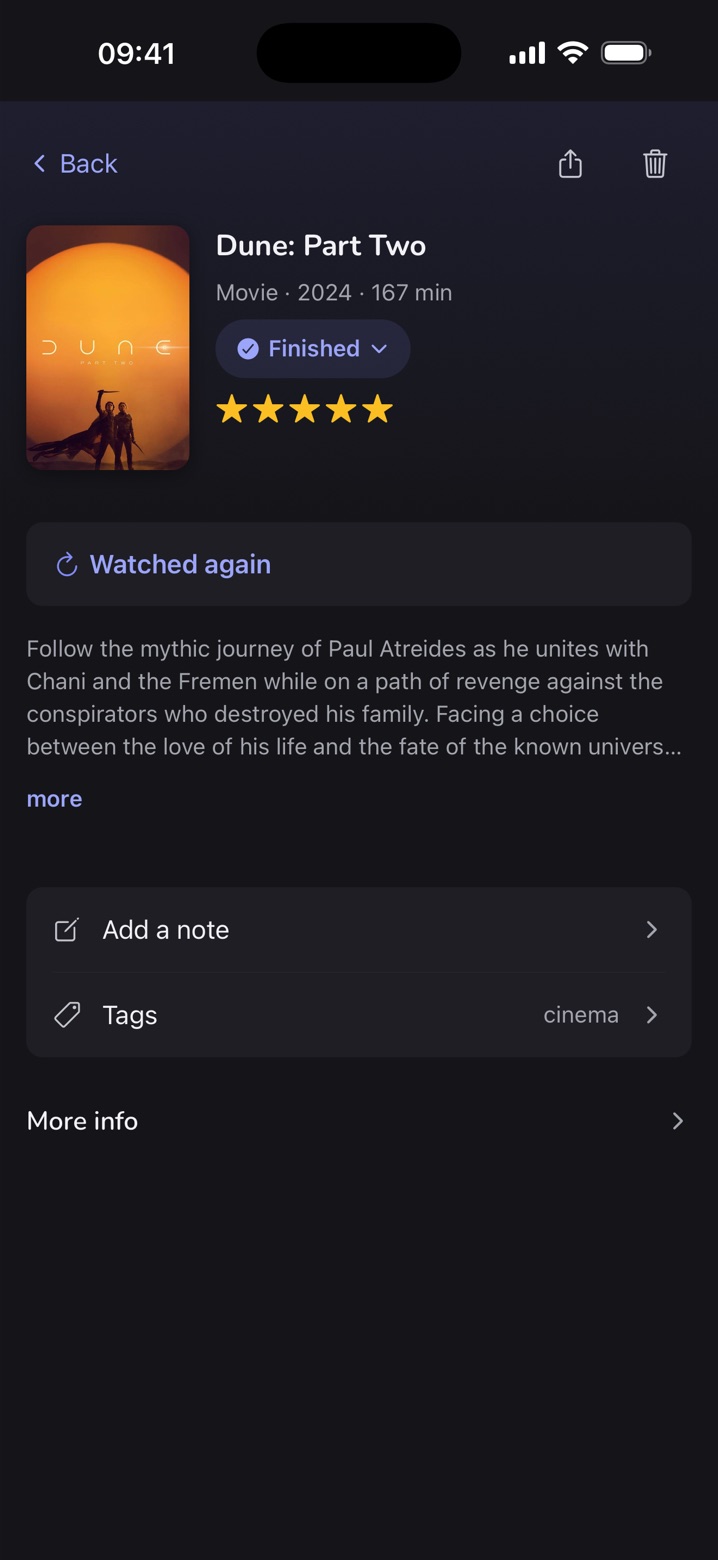 09:41
Back
Dune: Part Two
Movie · 2024 · 167 min
Finished
DUNE
PART TWO
Watched again
Follow the mythic journey of Paul Atreides as he unites with
Chani and the Fremen while on a path of revenge against the
conspirators who destroyed his family. Facing a choice
between the love of his life and the fate of the known univers...
more
Add a note
Tags
cinema
More info